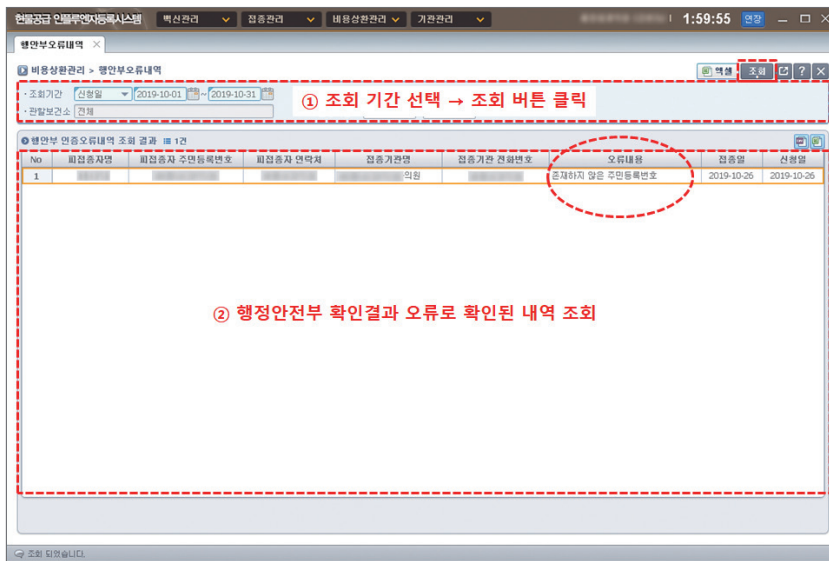 현물공급 인플루엔자등록시스템 백신관리 접종관리 비용상환관리 기관관리 1:59:55 연장
행안부오류내역
비용상환관리 > 행안부오류내역 엑셀 조회
조회기간 신청일 2019-10-01 ~ 2019-10-31
① 조회 기간 선택 → 조회 버튼 클릭
관할보건소 전체
행안부 인증오류내역 조회 결과 1건
No 피접종자명 피접종자 주민등록번호 피접종자 연락처 접종기관명 접종기관 전화번호 오류내용 접종일 신청일
1 의원 존재하지 않은 주민등록번호 2019-10-26 2019-10-26
② 행정안전부 확인결과 오류로 확인된 내역 조회
조회 되었습니다.